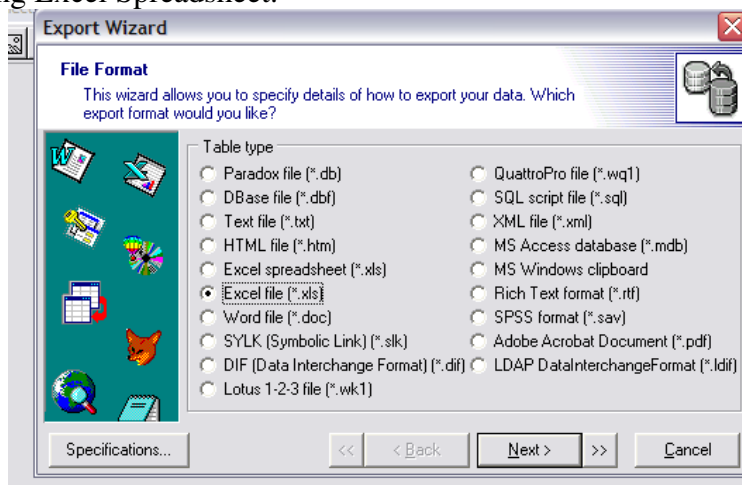 ng Excel Spreadsheet.
Export Wizard
File Format
This wizard allows you to specify details of how to export your data. Which
export format would you like?
Table type
Paradox file (*.db)
DBase file (*.dbf)
Text file (*.txt)
HTML file (*.htm)
Excel spreadsheet (*.xls)
Excel file (*.xls)
Word file (*.doc)
SYLK (Symbolic Link) (*.slk)
DIF (Data Interchange Format) (*.dif)
Lotus 1-2-3 file (*.wk1)
QuattroPro file (*.wq1)
SQL script file (*.sql)
XML file (*.xml)
MS Access database (*.mdb)
MS Windows clipboard
Rich Text format (*.rtf)
SPSS format (*.sav)
Adobe Acrobat Document (*.pdf)
LDAP DataInterchangeFormat (*.ldif)
Specifications...
<<
< Back
Next >
>>
Cancel